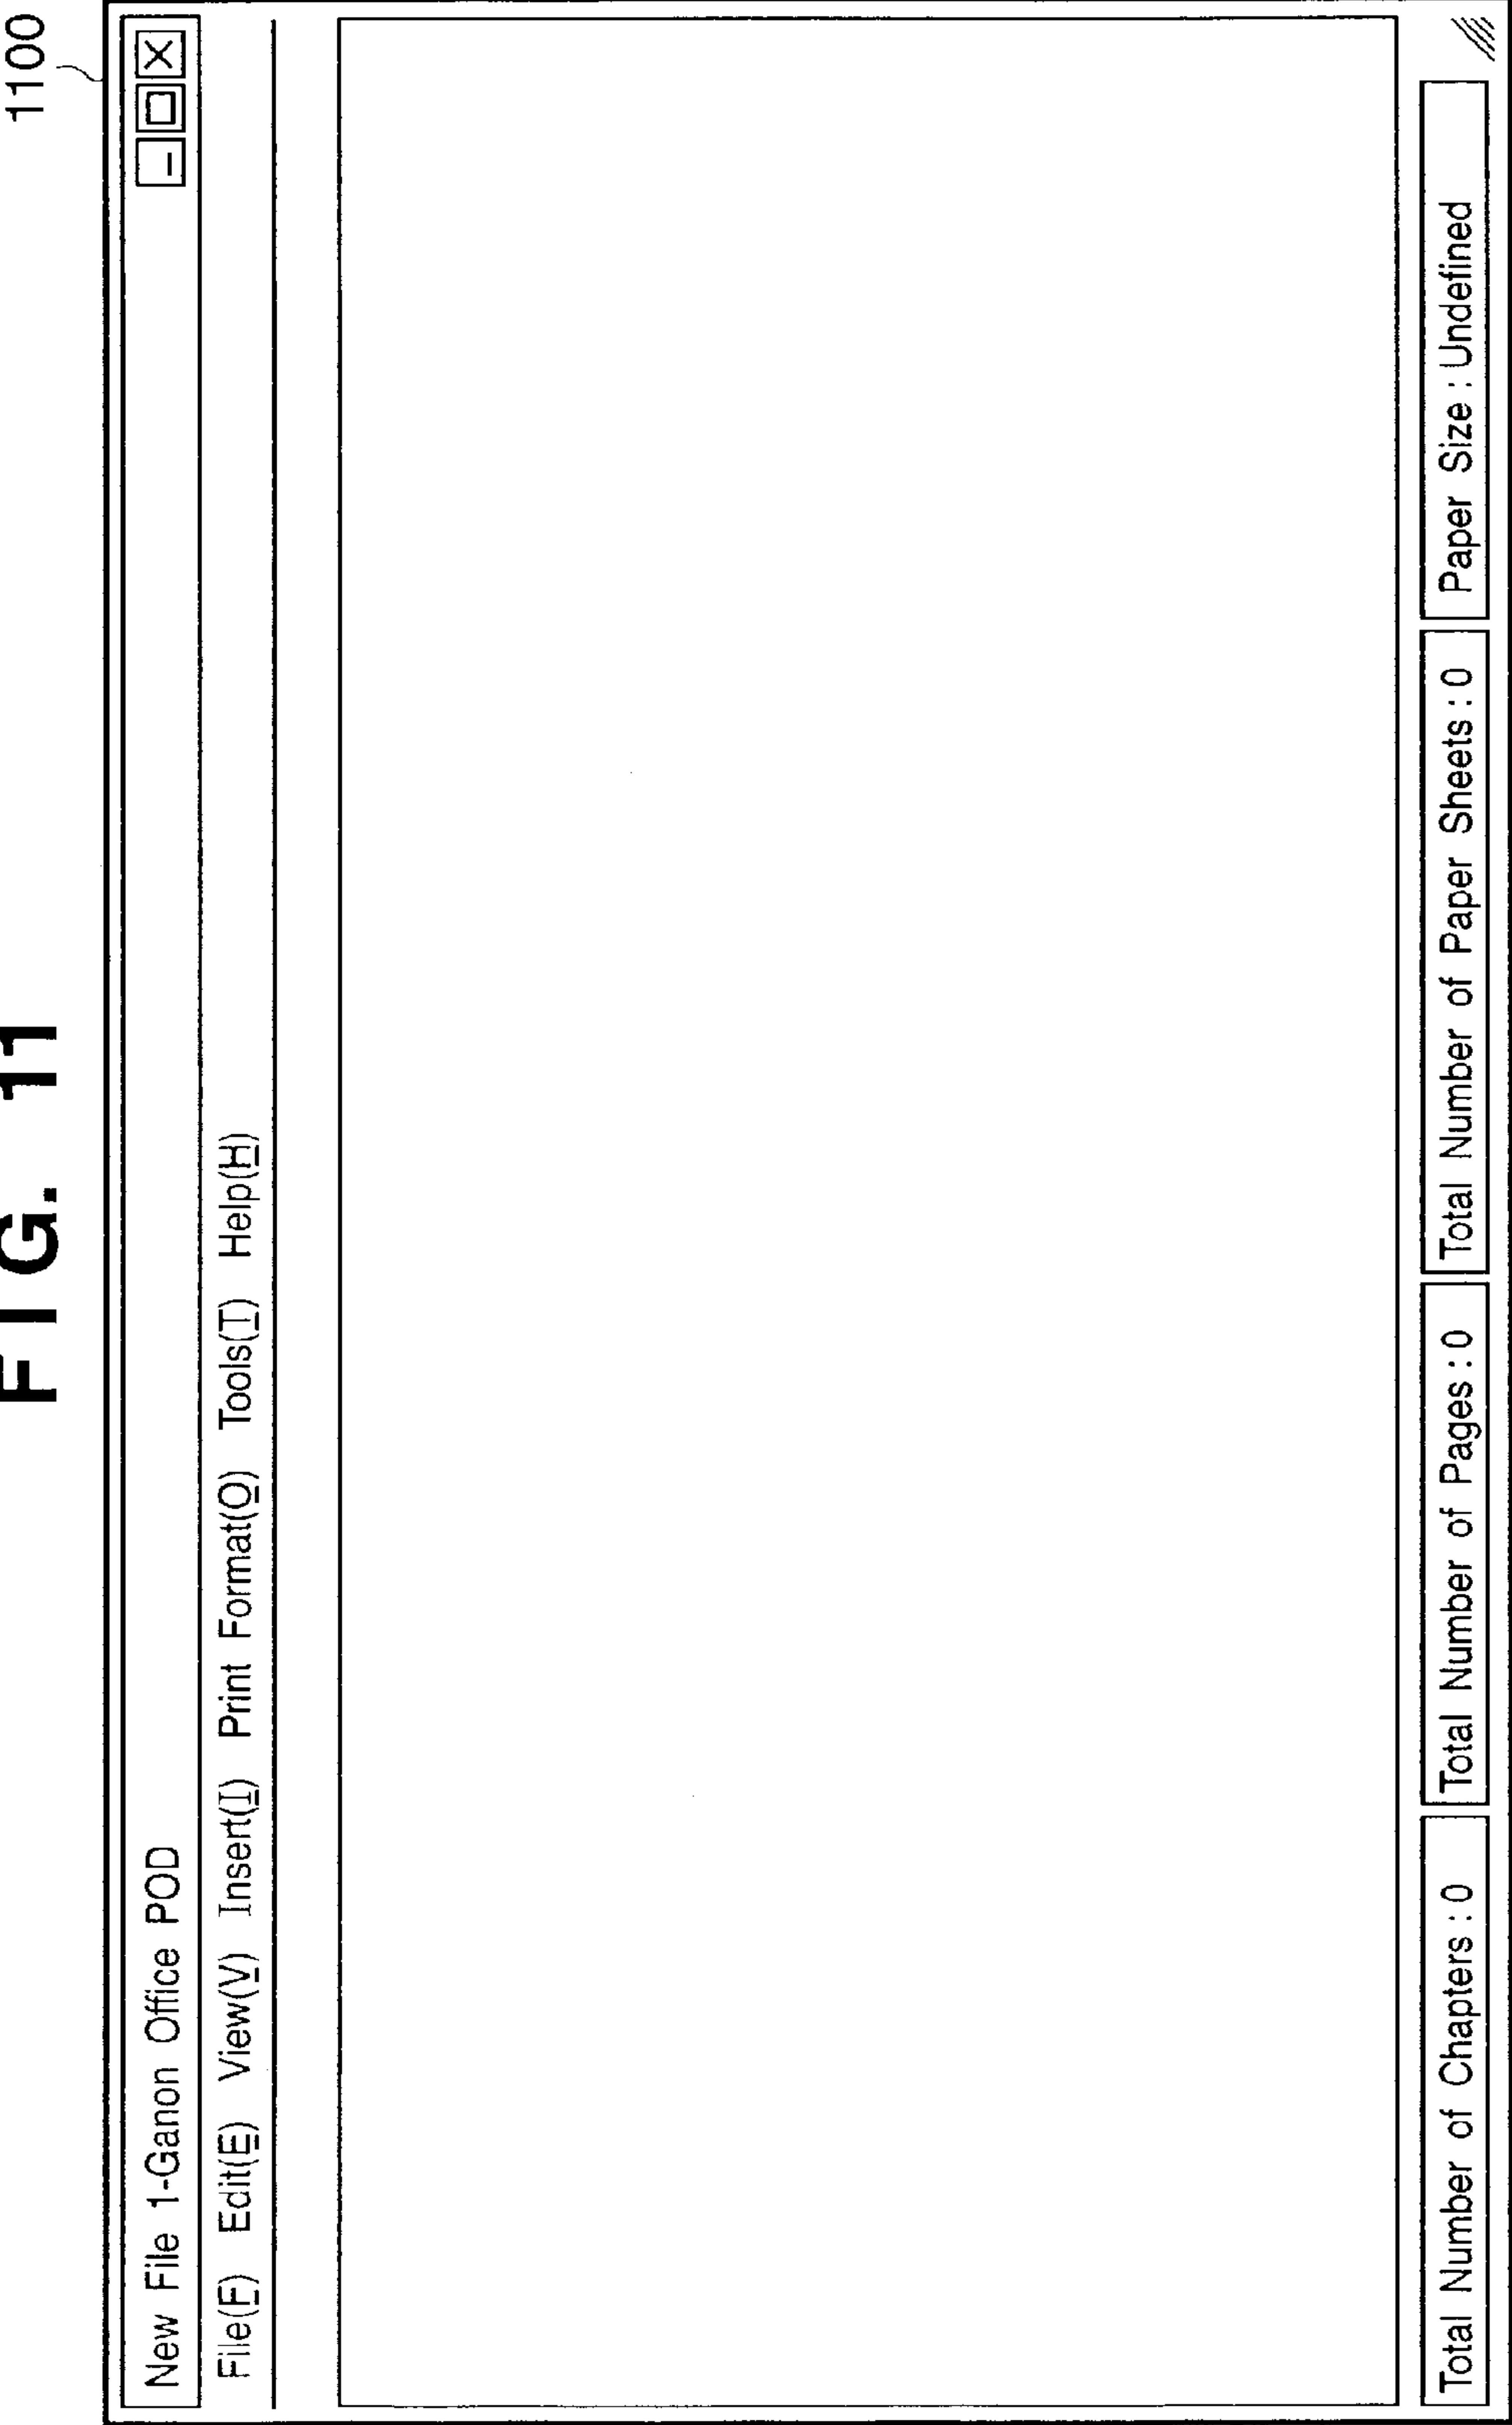 FIG. 11
1100
New File 1-Ganon Office POD
File(F) Edit(E) View(V) Insert(I) Print Format(O) Tools(T) Help(H)
Total Number of Chapters : 0 Total Number of Pages : 0 Total Number of Paper Sheets : 0 Paper Size : Undefined